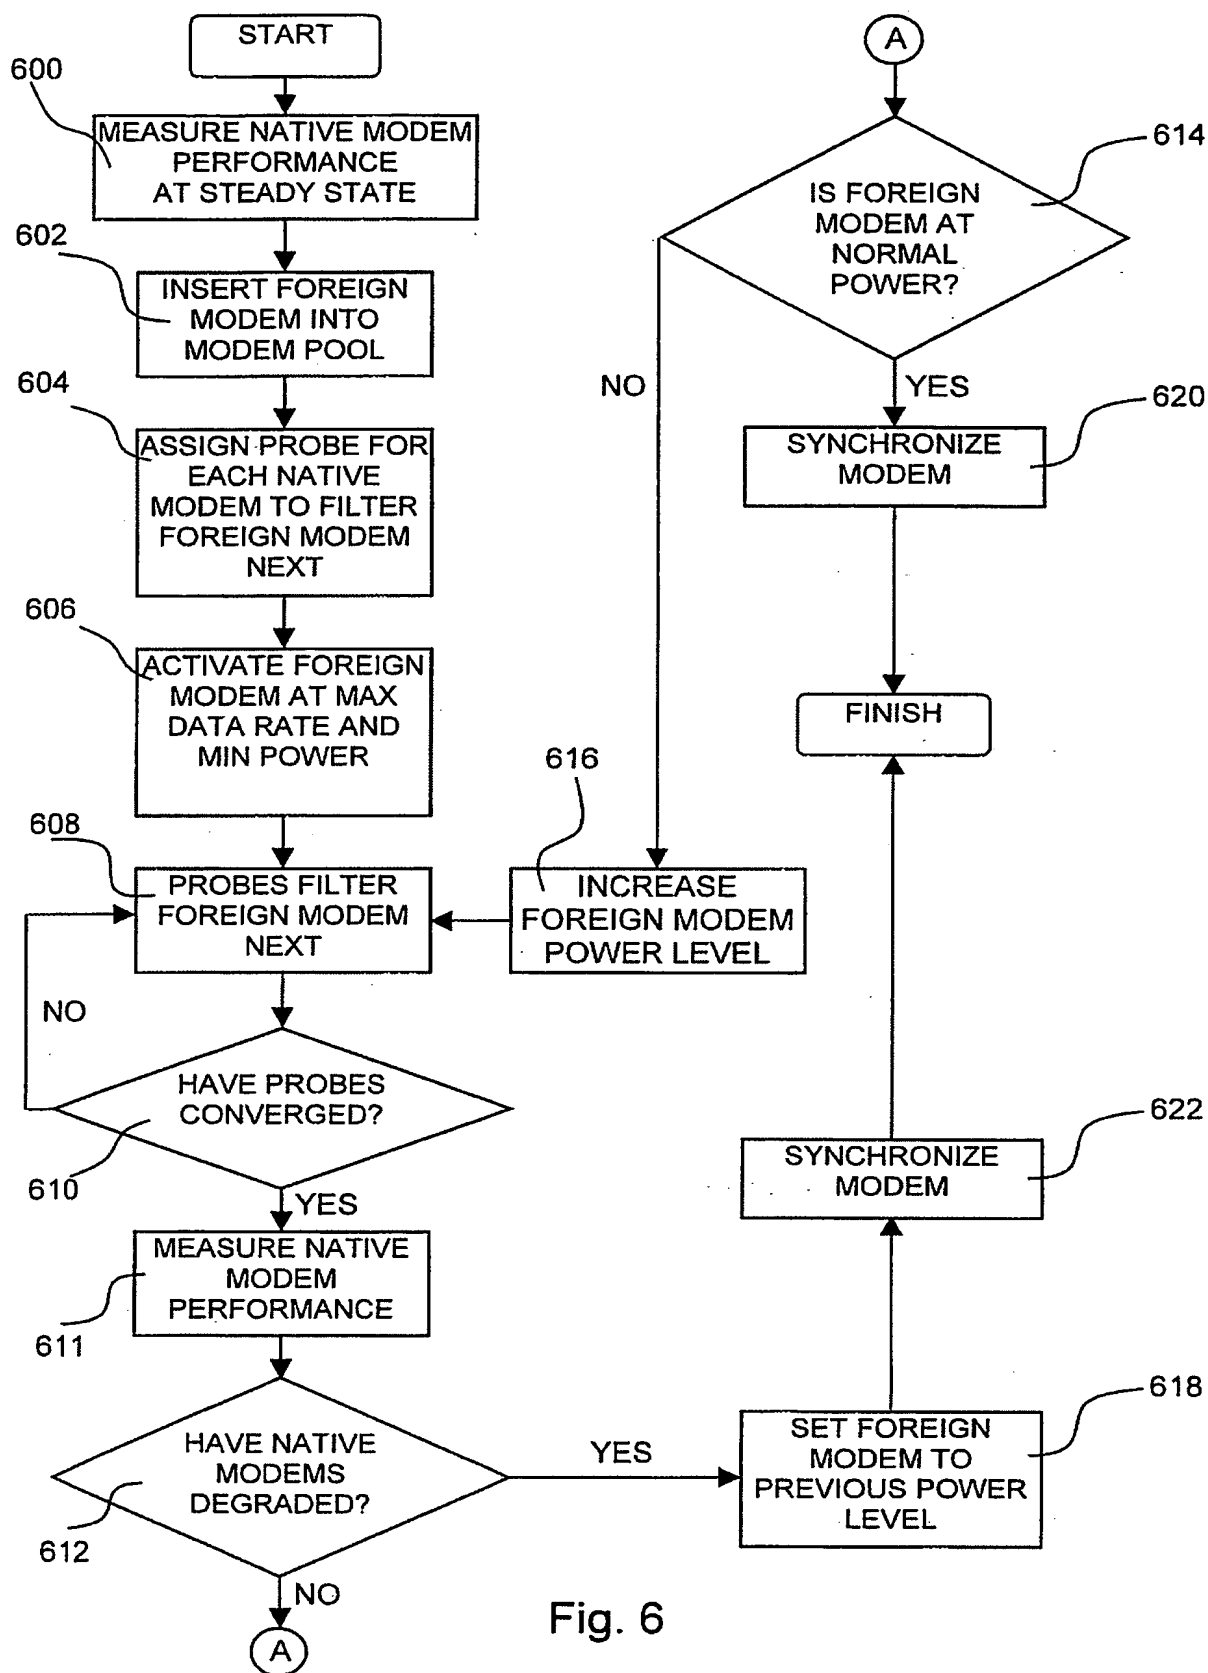 START
600
MEASURE NATIVE MODEM
PERFORMANCE
AT STEADY STATE
602
INSERT FOREIGN
MODEM INTO
MODEM POOL
604
ASSIGN PROBE FOR
EACH NATIVE
MODEM TO FILTER
FOREIGN MODEM
NEXT
606
ACTIVATE FOREIGN
MODEM AT MAX
DATA RATE AND
MIN POWER
608
PROBES FILTER
FOREIGN MODEM
NEXT
NO
HAVE PROBES
CONVERGED?
610
YES
MEASURE NATIVE
MODEM
PERFORMANCE
611
HAVE NATIVE
MODEMS
DEGRADED?
612
YES
NO
A
A
614
IS FOREIGN
MODEM AT
NORMAL
POWER?
NO
YES
620
SYNCHRONIZE
MODEM
FINISH
616
INCREASE
FOREIGN MODEM
POWER LEVEL
622
SYNCHRONIZE
MODEM
618
SET FOREIGN
MODEM TO
PREVIOUS POWER
LEVEL
Fig. 6